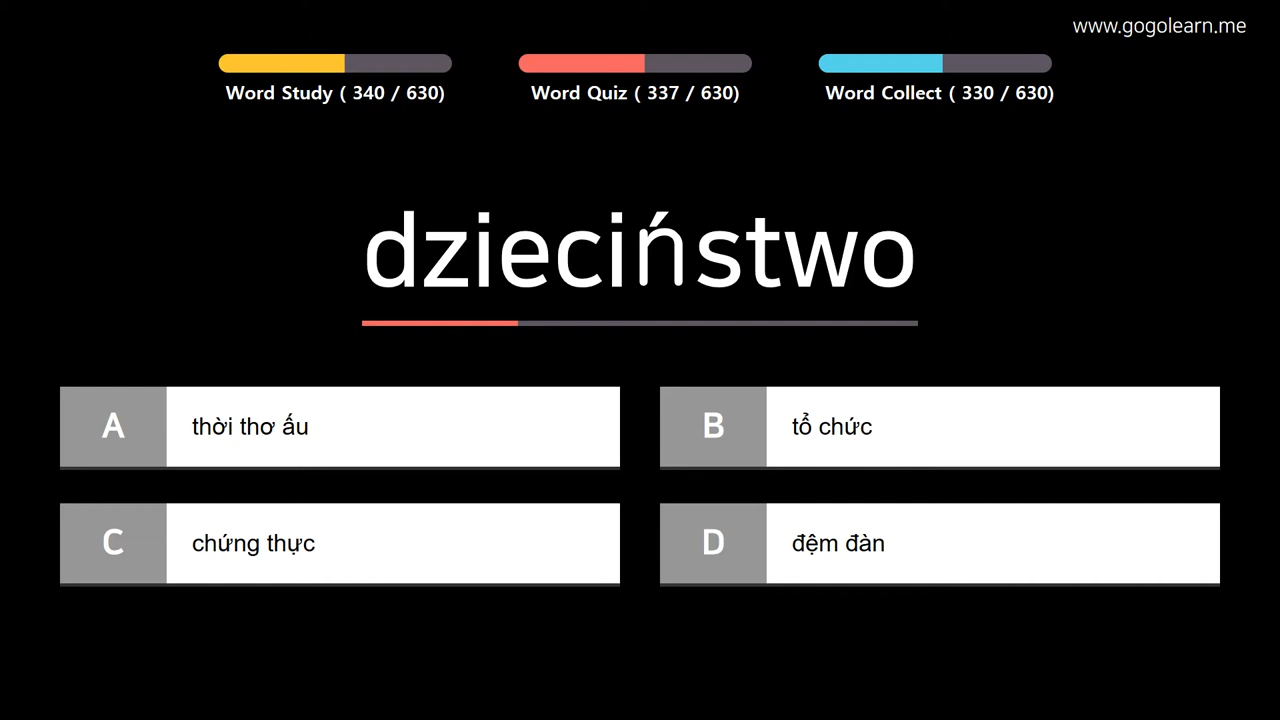 www.gogolearn.me
Word Study ( 340 / 630)
Word Quiz ( 337 / 630)
Word Collect ( 330 / 630)
dzieciństwo
A thời thơ ấu
B tổ chức
C chứng thực
D đệm đàn